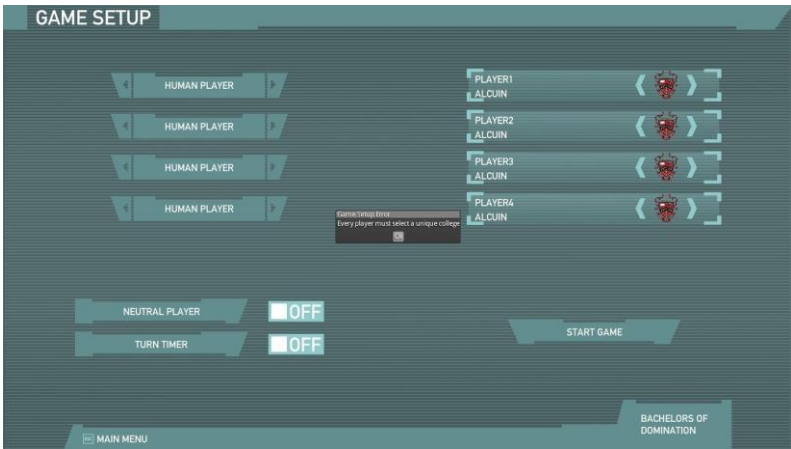 GAME SETUP
HUMAN PLAYER
PLAYER1
ALCUIN
HUMAN PLAYER
PLAYER2
ALCUIN
HUMAN PLAYER
PLAYER3
ALCUIN
HUMAN PLAYER
PLAYER4
ALCUIN
Game Setup Error
Every player must select a unique college
NEUTRAL PLAYER
OFF
TURN TIMER
OFF
START GAME
BACHELORS OF
DOMINATION
MAIN MENU